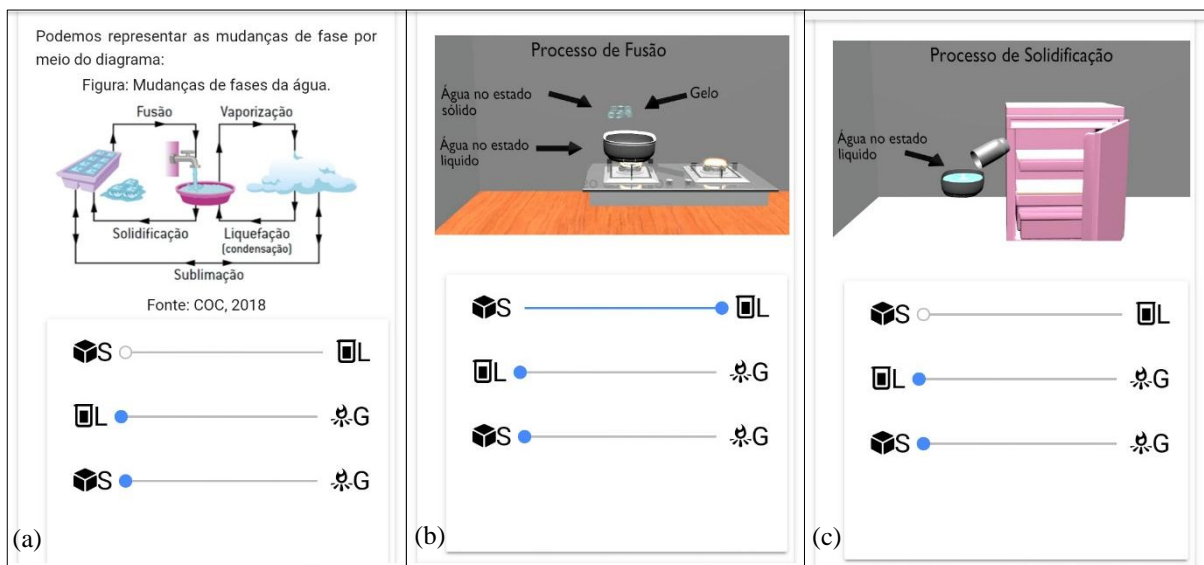 Podemos representar as mudanças de fase por
meio do diagrama:
Figura: Mudanças de fases da água.
Fusão
Vaporização
Solidificação
Liquefação
(condensação)
Sublimação
Fonte: COC, 2018
S L
L G
S G
(a)
Processo de Fusão
Água no estado
sólido
Gelo
Água no estado
liquido
S L
L G
S G
(b)
Processo de Solidificação
Água no estado
liquido
S L
L G
S G
(c)